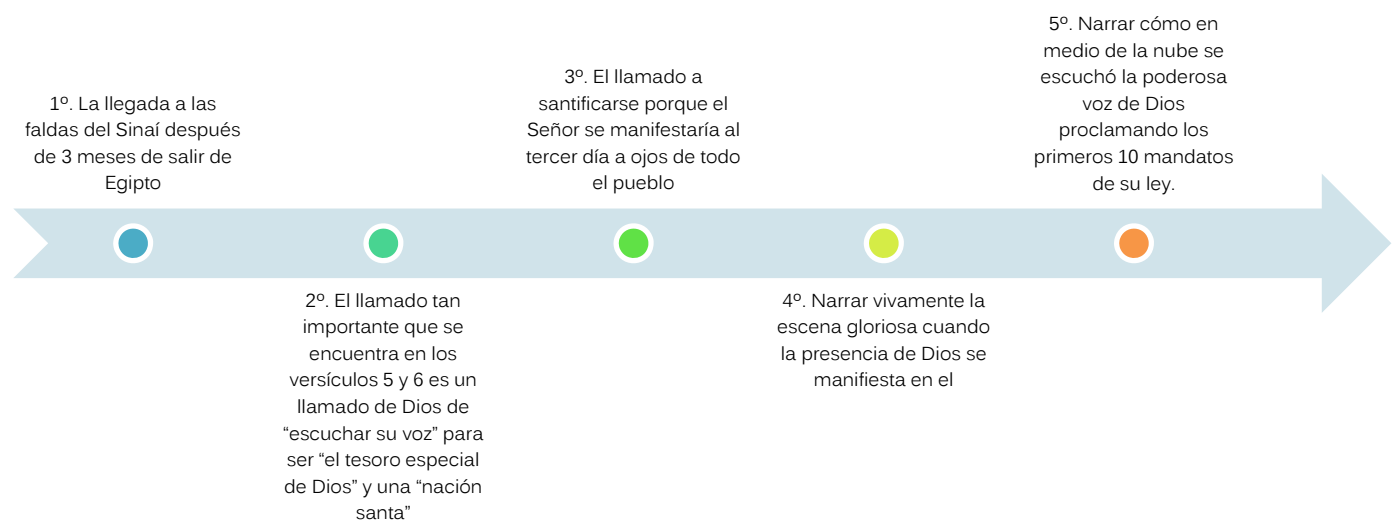 1º. La llegada a las
faldas del Sinaí después
de 3 meses de salir de
Egipto
2º. El llamado tan
importante que se
encuentra en los
versículos 5 y 6 es un
llamado de Dios de
“escuchar su voz” para
ser “el tesoro especial
de Dios” y una “nación
santa”
3º. El llamado a
santificarse porque el
Señor se manifestaría al
tercer día a ojos de todo
el pueblo
4º. Narrar vivamente la
escena gloriosa cuando
la presencia de Dios se
manifiesta en el
5º. Narrar cómo en
medio de la nube se
escuchó la poderosa
voz de Dios
proclamando los
primeros 10 mandatos
de su ley.